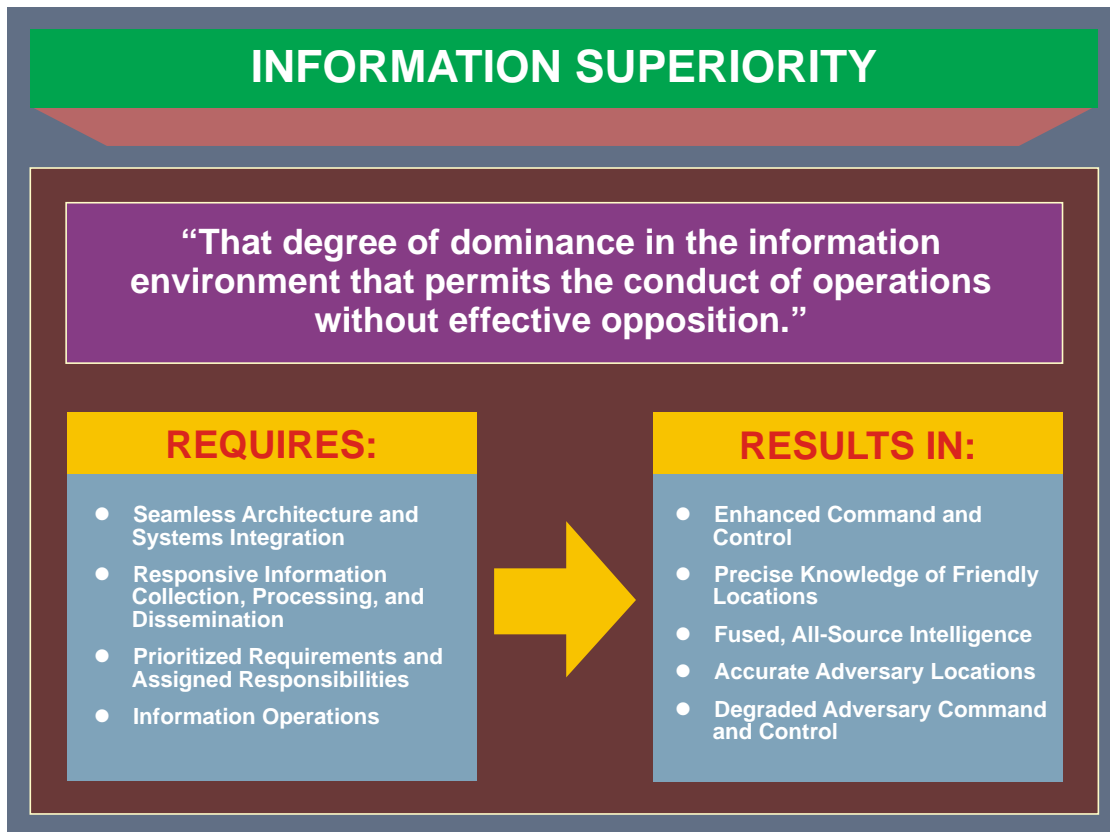 INFORMATION SUPERIORITY
“That degree of dominance in the information
environment that permits the conduct of operations
without effective opposition.”
REQUIRES:
● Seamless Architecture and
Systems Integration
● Responsive Information
Collection, Processing, and
Dissemination
● Prioritized Requirements and
Assigned Responsibilities
● Information Operations
RESULTS IN:
● Enhanced Command and
Control
● Precise Knowledge of Friendly
Locations
● Fused, All-Source Intelligence
● Accurate Adversary Locations
● Degraded Adversary Command
and Control